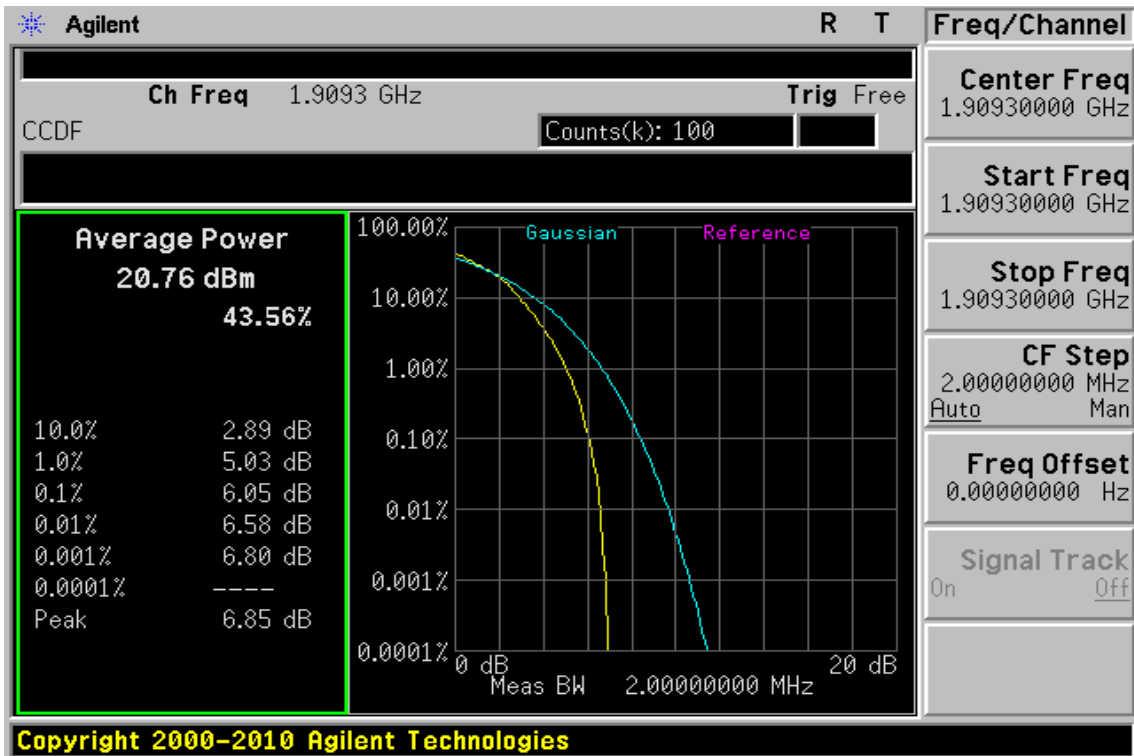 Agilent R T
Ch Freq 1.9093 GHz Trig Free
CCDF Counts(k): 100
Average Power
20.76 dBm
43.56%
10.0% 2.89 dB
1.0% 5.03 dB
0.1% 6.05 dB
0.01% 6.58 dB
0.001% 6.80 dB
0.0001% ----
Peak 6.85 dB
Gaussian Reference
100.00%
10.00%
1.00%
0.10%
0.01%
0.001%
0.0001%
0 dB 20 dB
Meas BW 2.000000000 MHz
Freq/Channel
Center Freq
1.90930000 GHz
Start Freq
1.90930000 GHz
Stop Freq
1.90930000 GHz
CF Step
2.00000000 MHz
Auto Man
Freq Offset
0.00000000 Hz
Signal Track
On Off
Copyright 2000-2010 Agilent Technologies